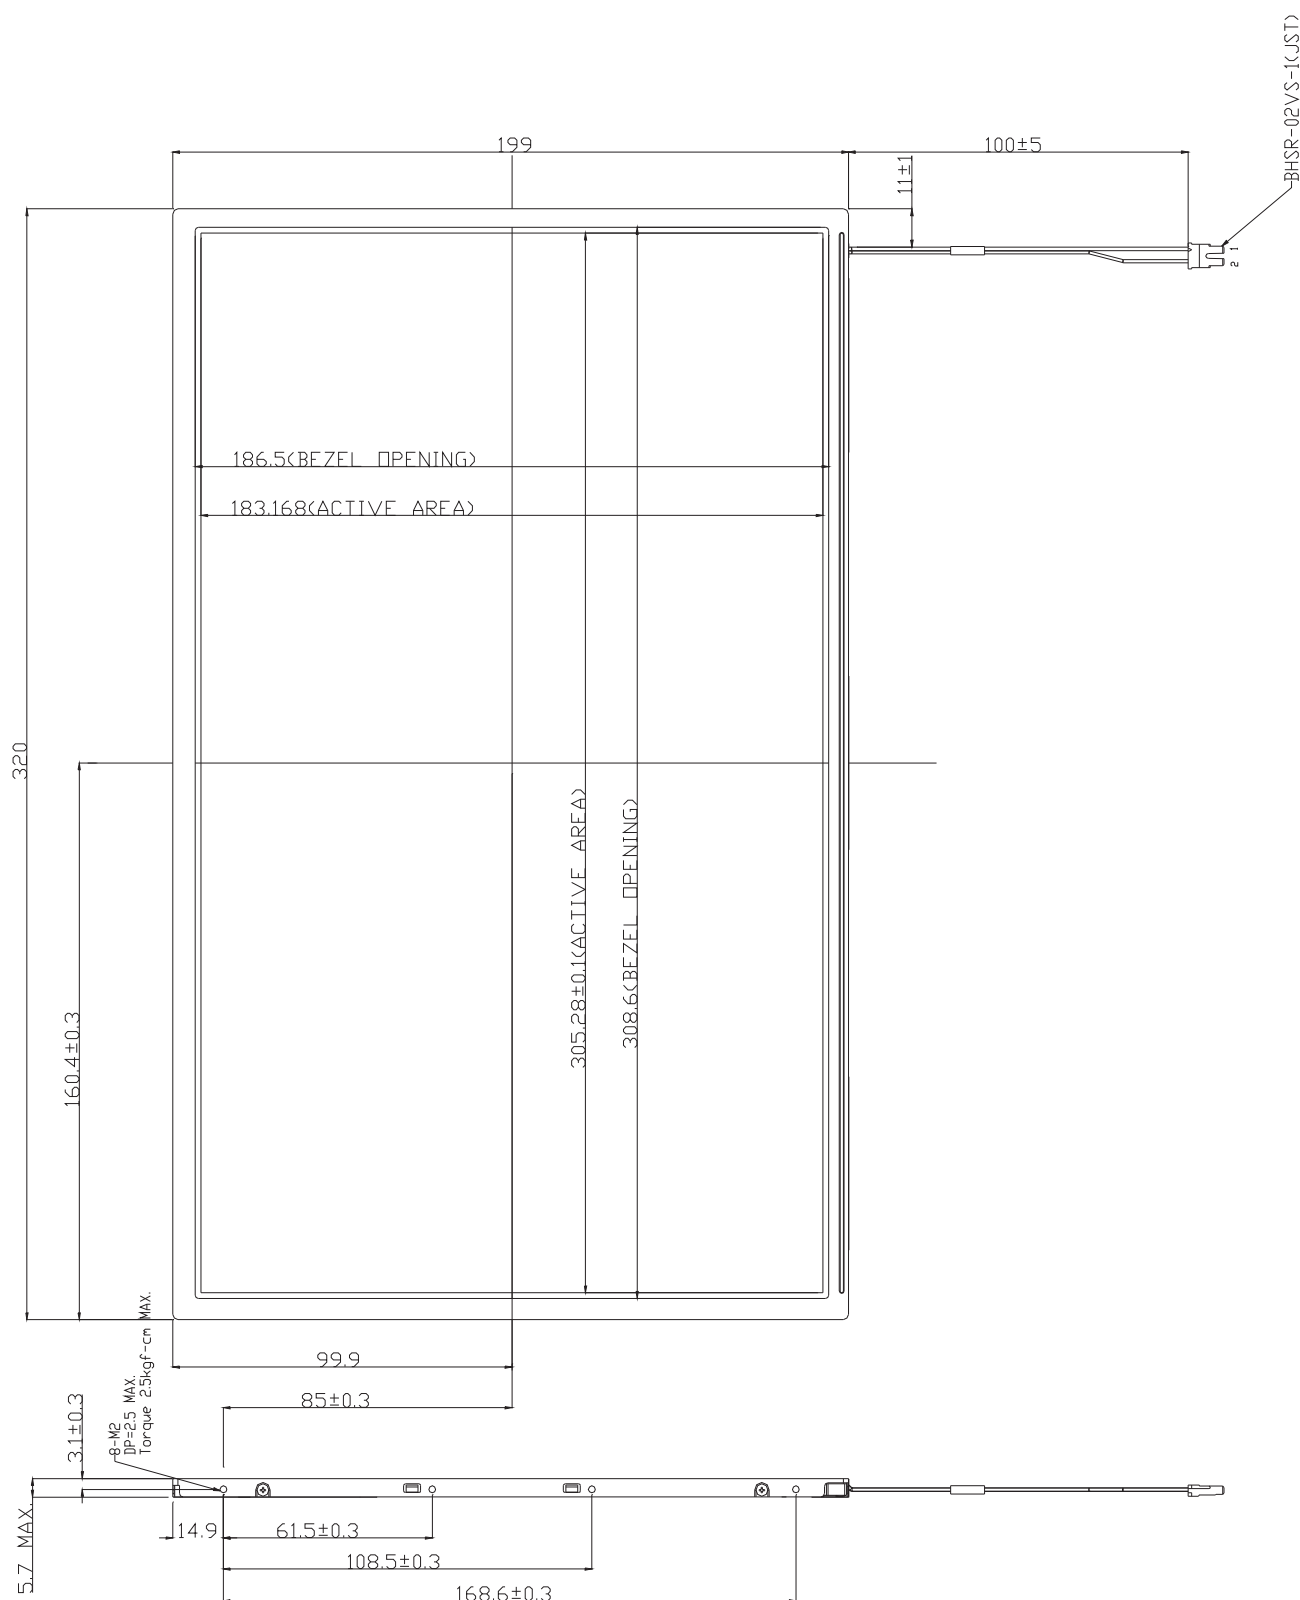 BHSR-02VS-1(JST)
199
100±5
11±1
1
2
186.5(BEZEL OPENING)
183.168(ACTIVE AREA)
320
305.28±0.1(ACTIVE AREA)
308.6(BEZEL OPENING)
160.4±0.3
99.9
85±0.3
3.1±0.3
8-M2
DP=2.5 MAX.
Torque 2.5kgf-cm MAX.
5.7 MAX.
14.9
61.5±0.3
108.5±0.3
168.6±0.3